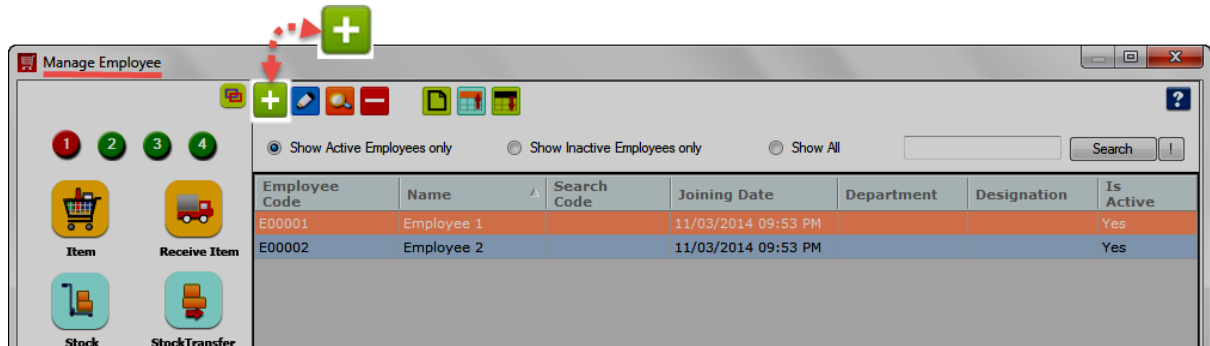 Manage Employee
?
1 2 3 4
Show Active Employees only Show Inactive Employees only Show All Search !
Employee Code Name Search Code Joining Date Department Designation Is Active
E00001 Employee 1 11/03/2014 09:53 PM Yes
E00002 Employee 2 11/03/2014 09:53 PM Yes
Item Receive Item
Stock StockTransfer